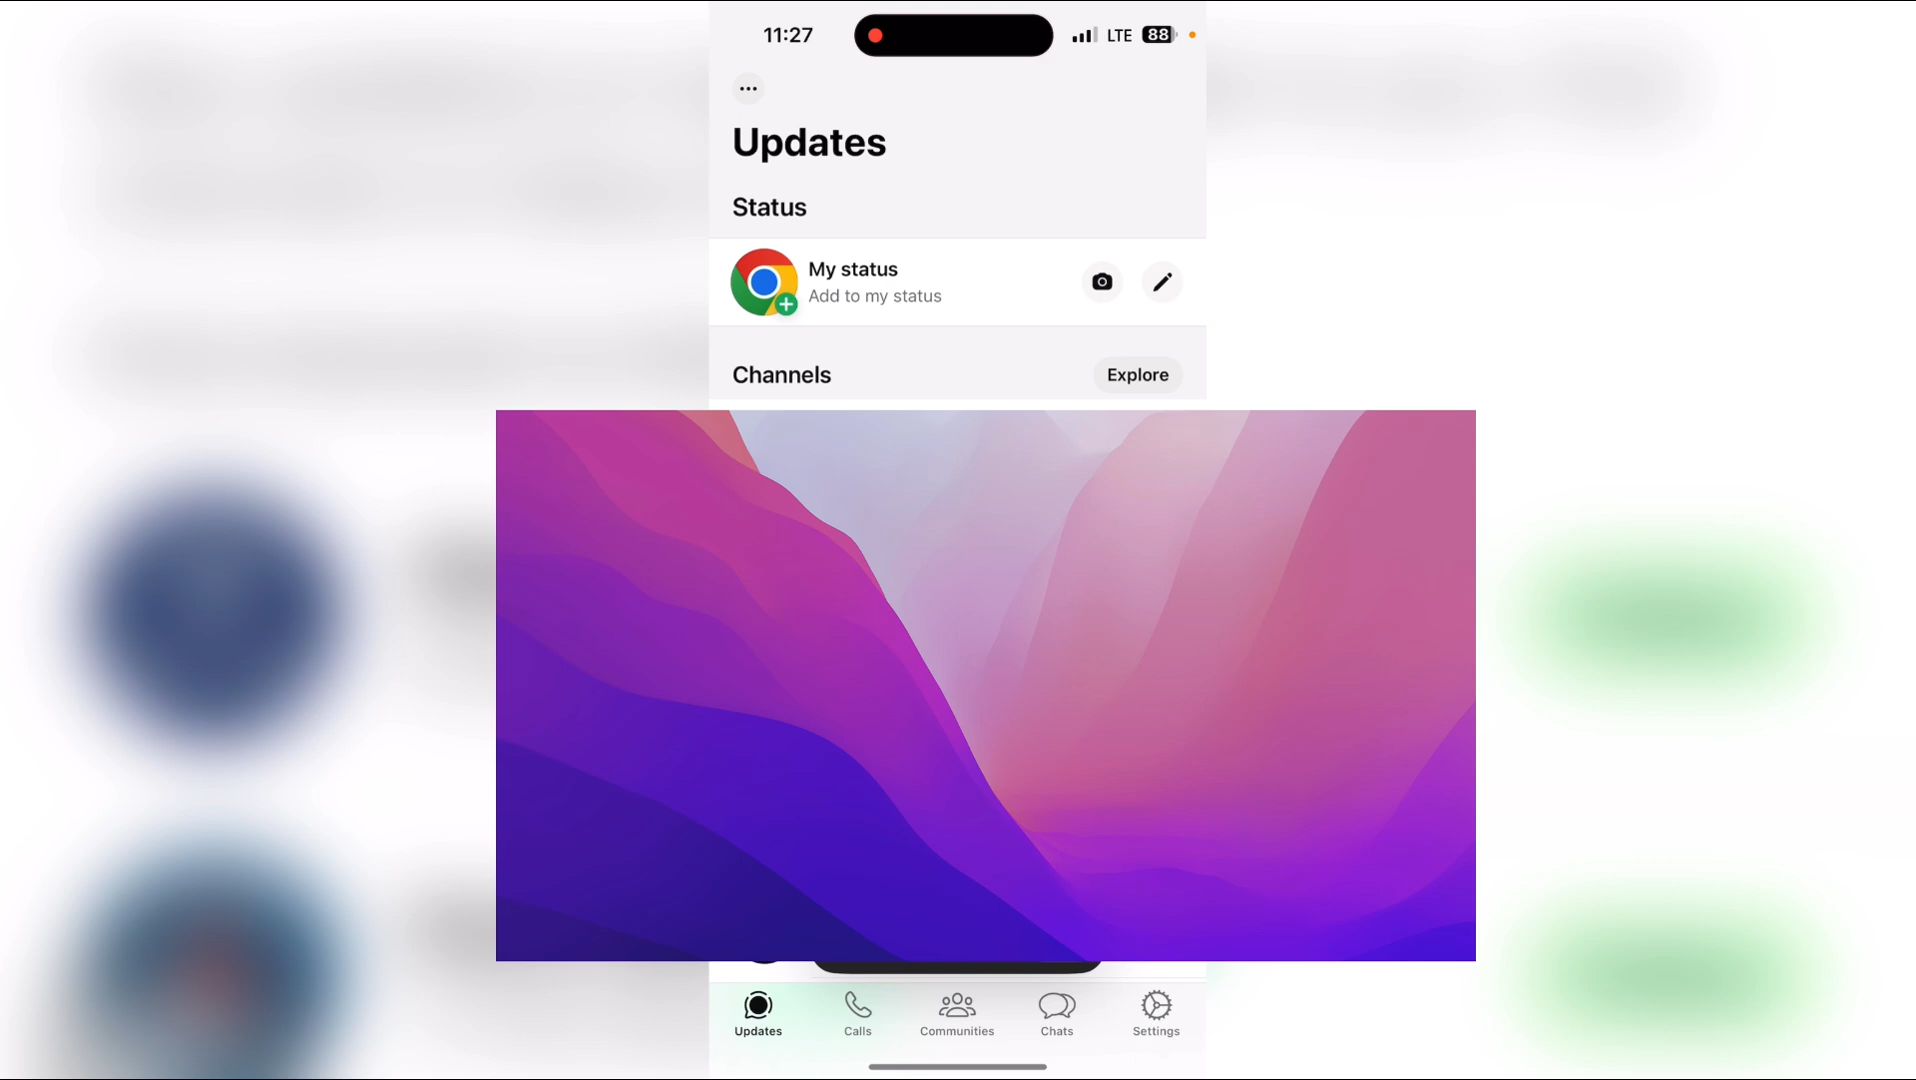 11:27 LTE 88
Updates
Status
My status
Add to my status
Channels Explore
Updates Calls Communities Chats Settings